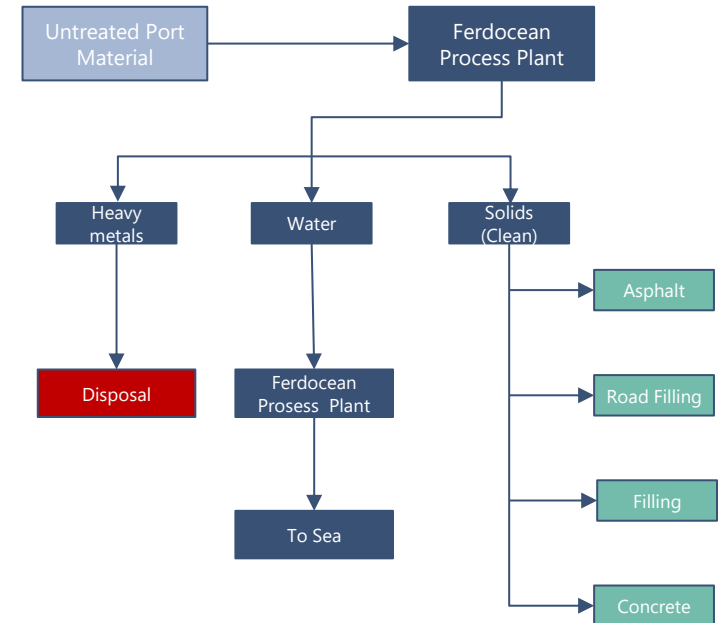 Untreated Port
Material
Ferdocean
Process Plant
Heavy
metals
Water
Solids
(Clean)
Asphalt
Disposal
Ferdocean
Prosess Plant
Road Filling
Filling
To Sea
Concrete